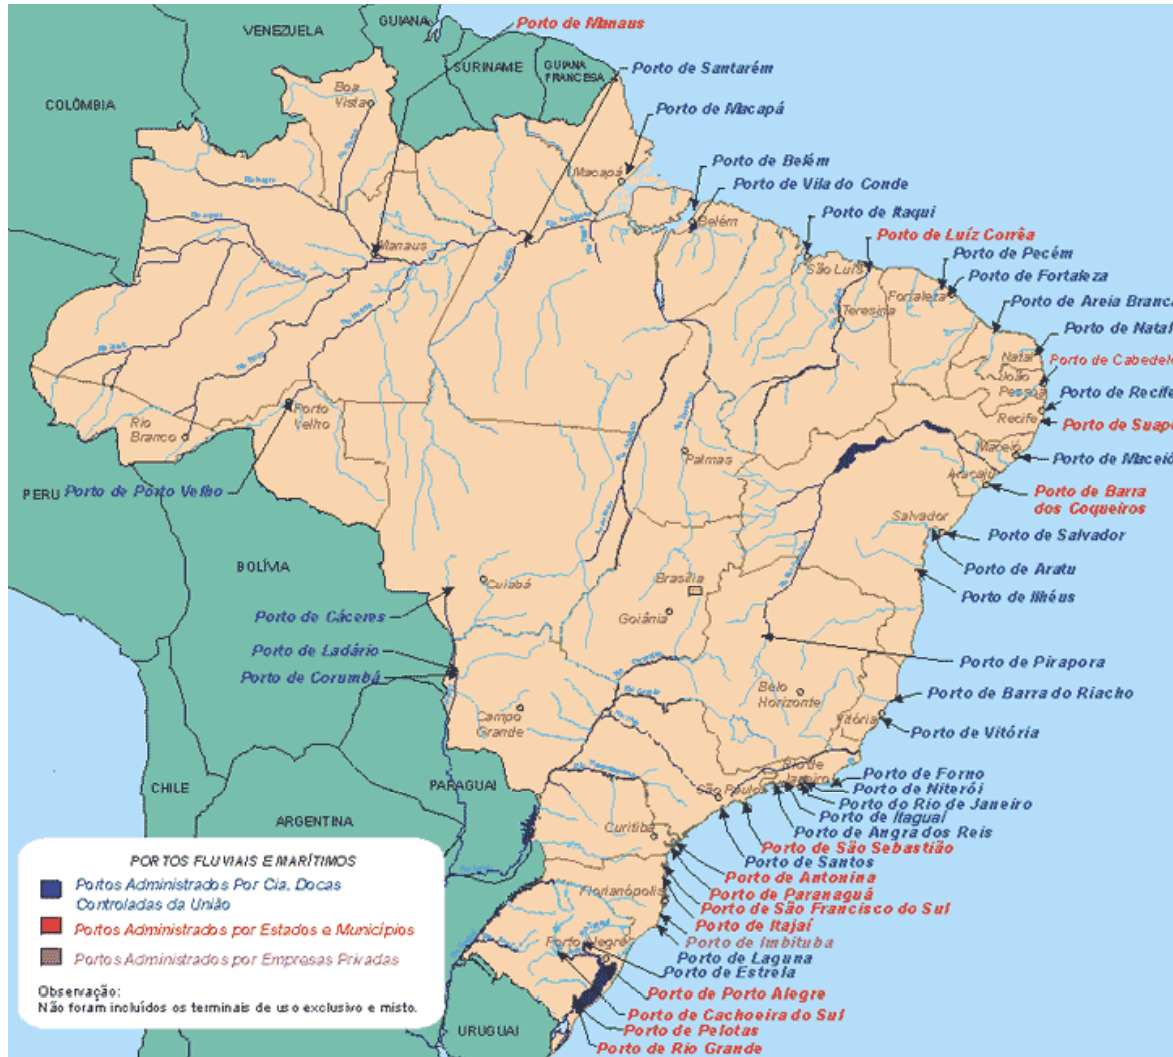 Porto de Manaus
GUIANA
VENEZUELA
SURINAME
GUIANA
FRANCESA
Porto de Santarém
COLÔMBIA
Boa
Vista
Porto de Macapá
Macapá
Porto de Belém
Porto de Vila do Conde
Belém
Porto de Itaqui
Manaus
Porto de Luíz Corrêa
São Luís
Porto de Pecém
Porto de Fortaleza
Fortaleza
Teresina
Porto de Areia Branca
Porto de Natal
Natal
Porto de Cabedelo
João
Pessoa
Porto de Recife
Recife
Porto de Suape
Porto
Velho
Rio
Branco
Maceió
Porto de Maceió
Palmas
Aracaju
PERU
Porto de Pôrto Velho
Porto de Barra
dos Coqueiros
Salvador
Porto de Salvador
Porto de Aratu
BOLÍMA
Cuiabá
Brasília
Porto de Ilhéus
Porto de Cáceres
Goiânia
Porto de Ladário
Porto de Corumbá
Porto de Pirapora
Belo
Horizonte
Porto de Barra do Riacho
Campo
Grande
Vitória
Porto de Vitória
CHILE
PARAGUAI
Rio de
Janeiro
Porto de Forno
Porto de Niterói
São Paulo
Porto do Rio de Janeiro
Porto de Itaguaí
ARGENTINA
Curitiba
Porto de Angra dos Reis
Porto de São Sebastião
Porto de Santos
Porto de Antonina
Florianópolis
Porto de Paranaguá
Porto de São Francisco do Sul
Porto de Itajaí
Porto Alegre
Porto de Imbituba
Porto de Laguna
Porto de Estrela
Porto de Porto Alegre
Porto de Cachoeira do Sul
URUGUAI
Porto de Pelotas
Porto de Rio Grande
PORTOS FLUVIAIS E MARÍTIMOS
Portos Administrados Por Cia. Docas
Controladas da União
Portos Administrados por Estados e Municípios
Portos Administrados por Empresas Privadas
Observação:
Não foram incluídos os terminais de uso exclusivo e misto.